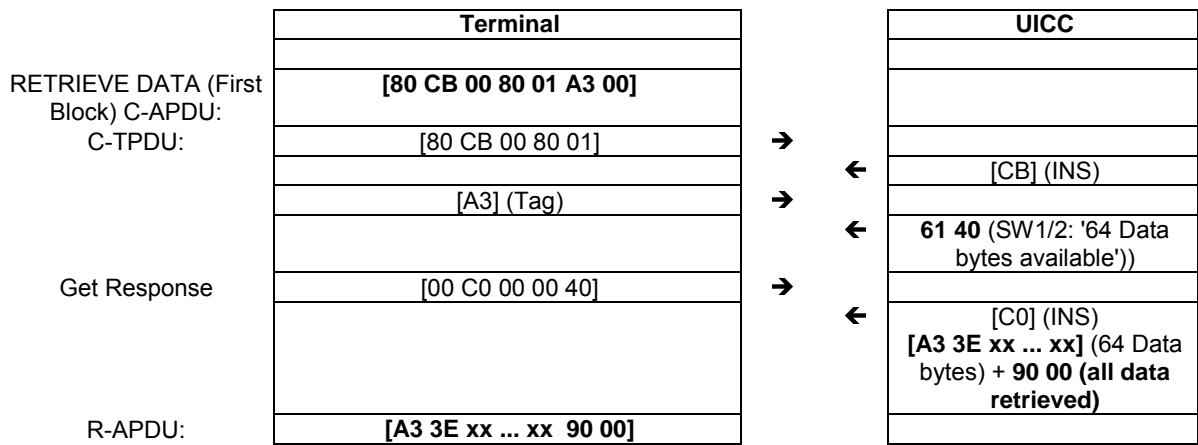 Terminal
UICC
RETRIEVE DATA (First
Block) C-APDU:
[80 CB 00 80 01 A3 00]
C-TPDU:
[80 CB 00 80 01]
→
←
[CB] (INS)
[A3] (Tag)
→
←
61 40 (SW1/2: '64 Data
bytes available'))
Get Response
[00 C0 00 00 40]
→
←
[C0] (INS)
[A3 3E xx ... xx] (64 Data
bytes) + 90 00 (all data
retrieved)
R-APDU:
[A3 3E xx ... xx 90 00]